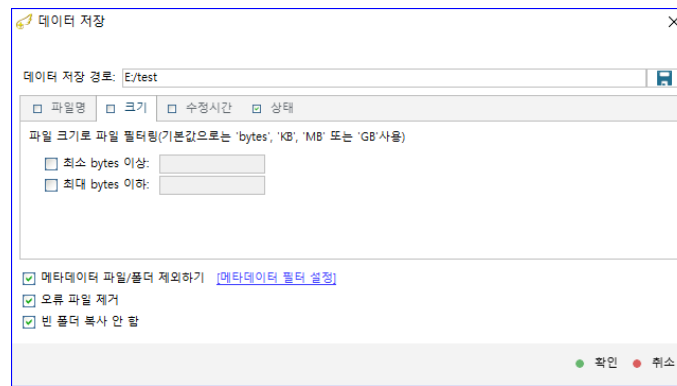 데이터 저장
데이터 저장 경로: E:/test
파일명 크기 수정시간 상태
파일 크기로 파일 필터링(기본값으로는 'bytes', 'KB', 'MB' 또는 'GB'사용)
최소 bytes 이상:
최대 bytes 이하:
메타데이터 파일/폴더 제외하기 [메타데이터 필터 설정]
오류 파일 제거
빈 폴더 복사 안 함
확인 취소